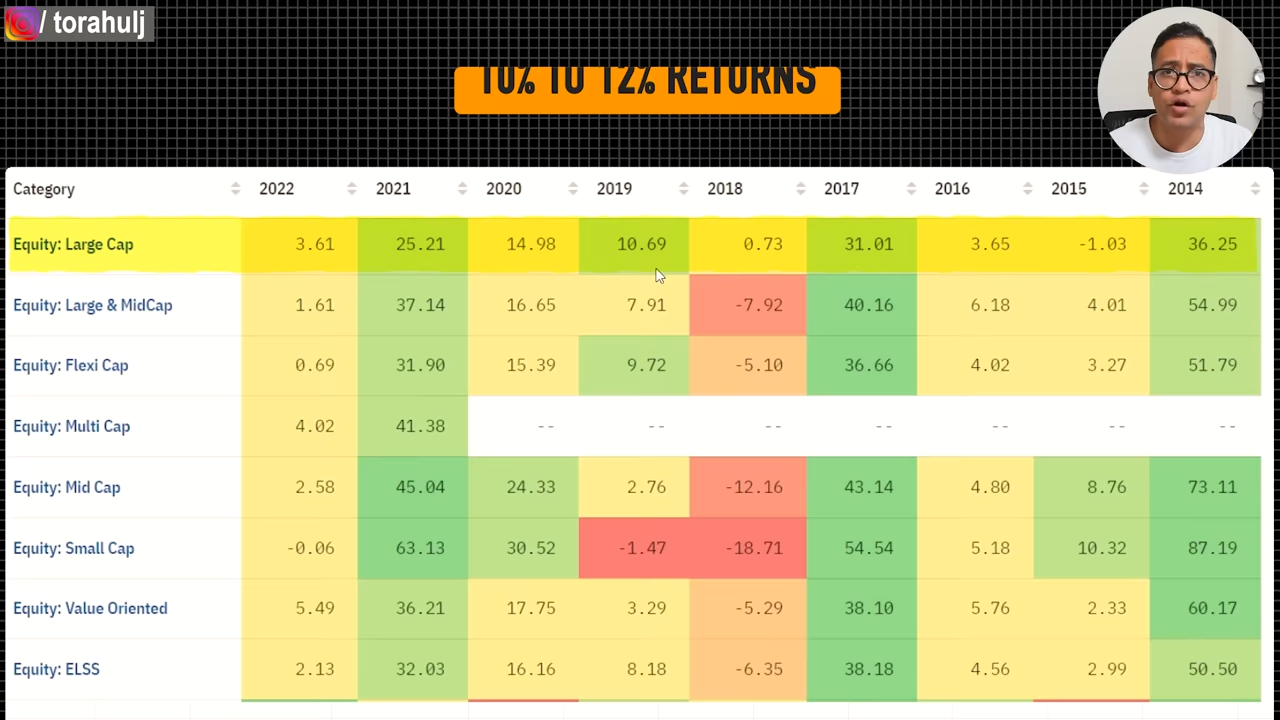 / torahulj
10% TO 12% RETURNS
Category 2022 2021 2020 2019 2018 2017 2016 2015 2014
Equity: Large Cap 3.61 25.21 14.98 10.69 0.73 31.01 3.65 -1.03 36.25
Equity: Large & MidCap 1.61 37.14 16.65 7.91 -7.92 40.16 6.18 4.01 54.99
Equity: Flexi Cap 0.69 31.90 15.39 9.72 -5.10 36.66 4.02 3.27 51.79
Equity: Multi Cap 4.02 41.38 -- -- -- -- -- -- --
Equity: Mid Cap 2.58 45.04 24.33 2.76 -12.16 43.14 4.80 8.76 73.11
Equity: Small Cap -0.06 63.13 30.52 -1.47 -18.71 54.54 5.18 10.32 87.19
Equity: Value Oriented 5.49 36.21 17.75 3.29 -5.29 38.10 5.76 2.33 60.17
Equity: ELSS 2.13 32.03 16.16 8.18 -6.35 38.18 4.56 2.99 50.50